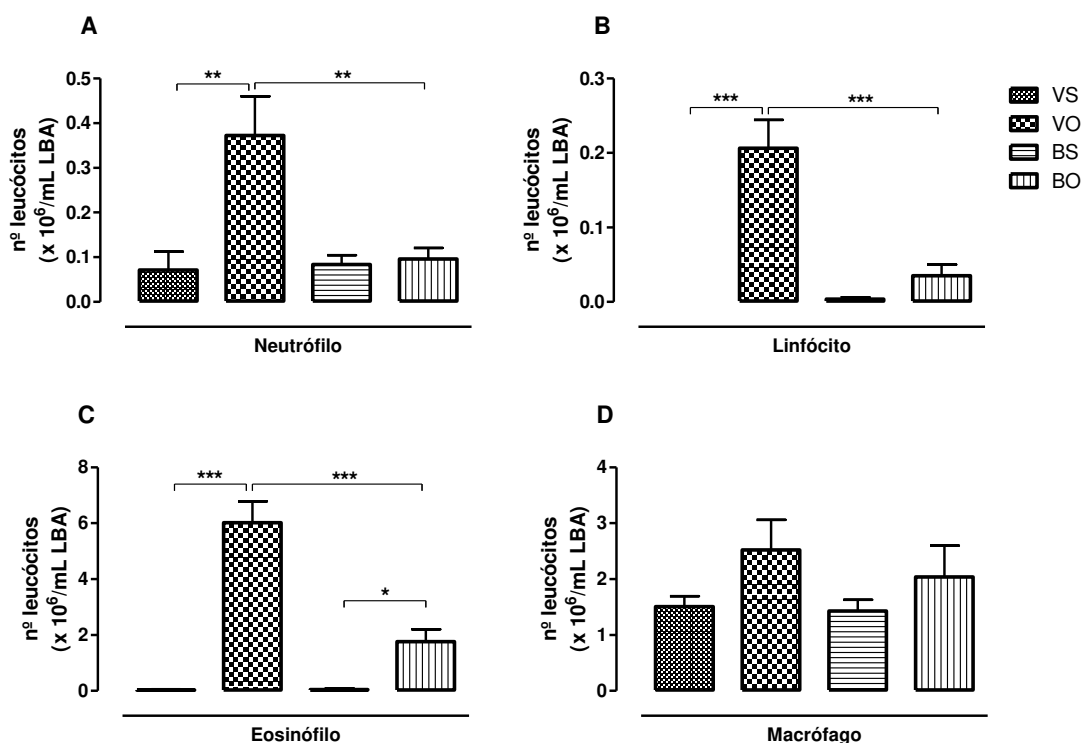 A
nº leucócitos
(x 10⁶/mL LBA)
0.5
0.4
0.3
0.2
0.1
0.0
**
**
Neutrófilo
B
nº leucócitos
(x 10⁶/mL LBA)
0.3
0.2
0.1
0.0
***
***
Linfócito
VS
VO
BS
BO
C
nº leucócitos
(x 10⁶/mL LBA)
8
6
4
2
0
***
***
*
Eosinófilo
D
nº leucócitos
(x 10⁶/mL LBA)
4
3
2
1
0
Macrófago